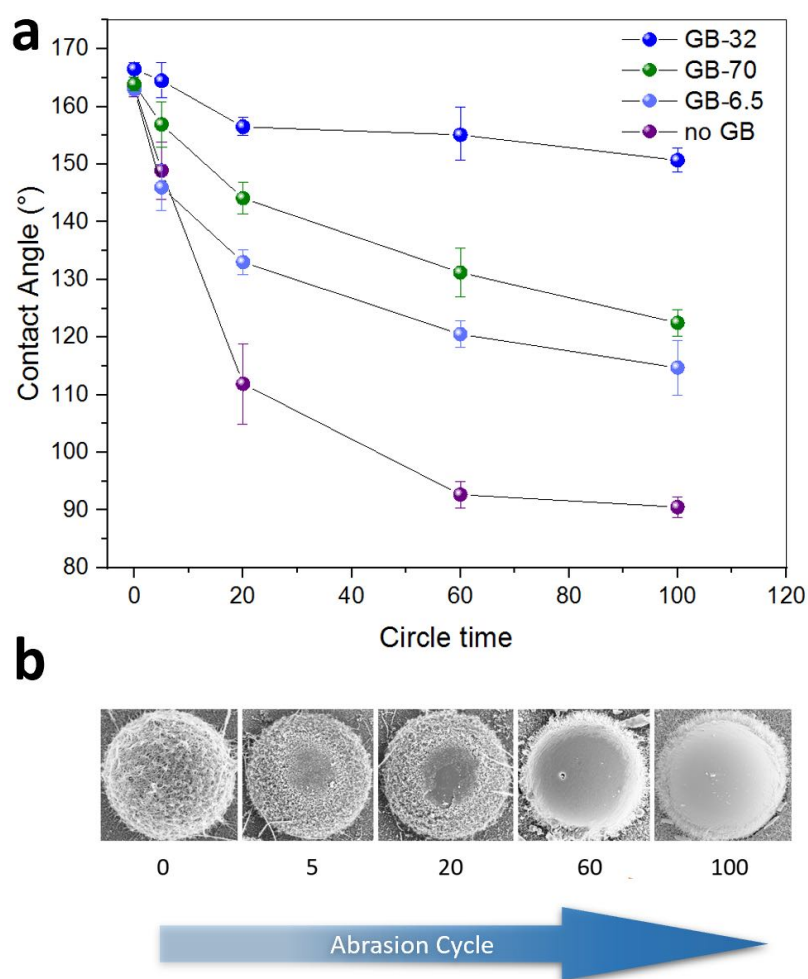 a
170
160
150
140
130
120
110
100
90
80
Contact Angle (°)
GB-32
GB-70
GB-6.5
no GB
0 20 40 60 80 100 120
Circle time
b
0 5 20 60 100
Abrasion Cycle